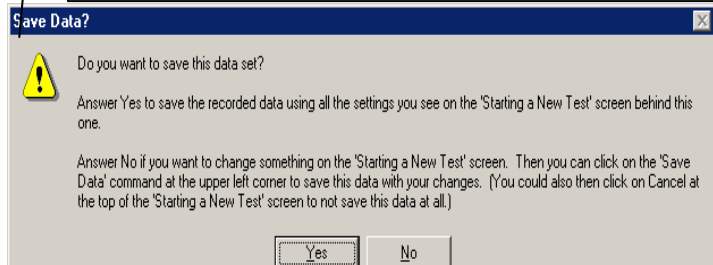 Save Data?
Do you want to save this data set?
Answer Yes to save the recorded data using all the settings you see on the 'Starting a New Test' screen behind this
one.
Answer No if you want to change something on the 'Starting a New Test' screen. Then you can click on the 'Save
Data' command at the upper left corner to save this data with your changes. (You could also then click on Cancel at
the top of the 'Starting a New Test' screen to not save this data at all.)
Yes No